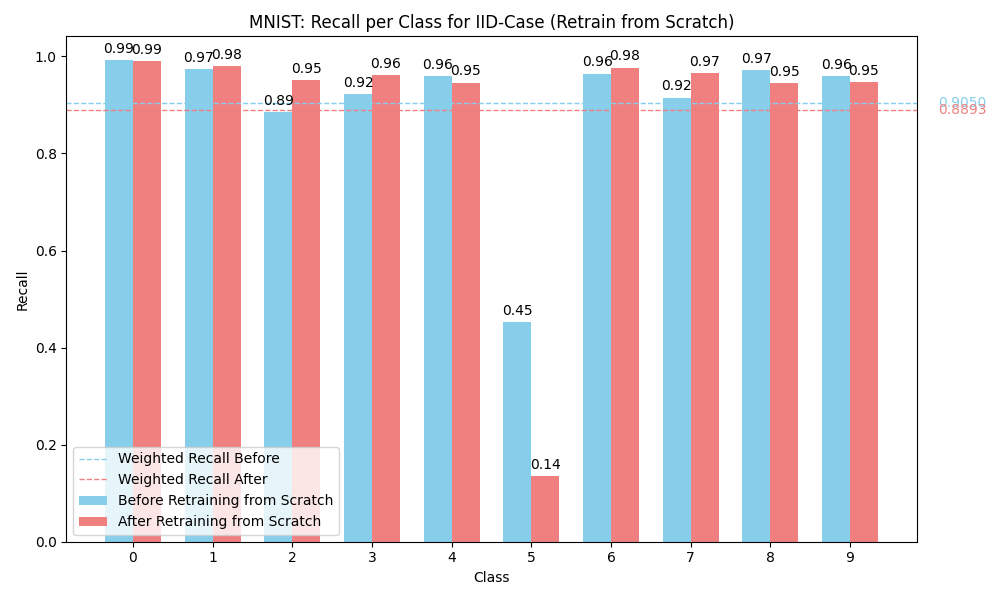 MNIST: Recall per Class for IID-Case (Retrain from Scratch)
Recall
1.0
0.8
0.6
0.4
0.2
0.0
0.99 0.99
0.97 0.98
0.89 0.95
0.92 0.96
0.96 0.95
0.45 0.14
0.96 0.98
0.92 0.97
0.97 0.95
0.96 0.95
0.9050
0.8893
Weighted Recall Before
Weighted Recall After
Before Retraining from Scratch
After Retraining from Scratch
0 1 2 3 4 5 6 7 8 9
Class